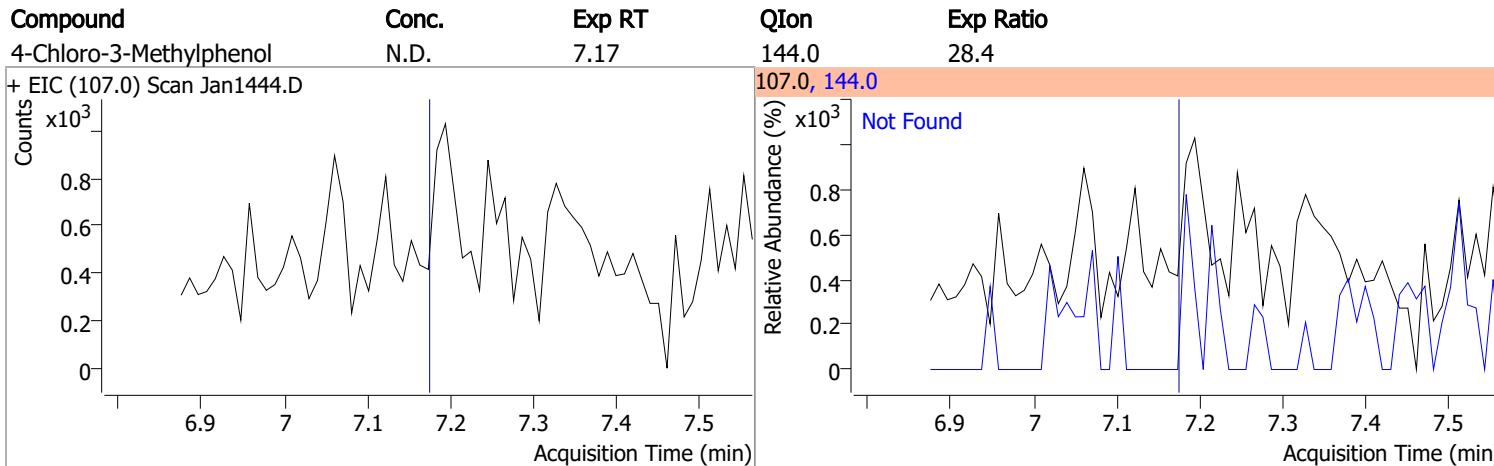 Compound Conc. Exp RT QIon Exp Ratio
4-Chloro-3-Methylphenol N.D. 7.17 144.0 28.4
+ EIC (107.0) Scan Jan1444.D
Counts
x10³
0.8
0.6
0.4
0.2
0
6.9 7 7.1 7.2 7.3 7.4 7.5
Acquisition Time (min)
107.0, 144.0
Relative Abundance (%)
x10³
Not Found
0.8
0.6
0.4
0.2
0
6.9 7 7.1 7.2 7.3 7.4 7.5
Acquisition Time (min